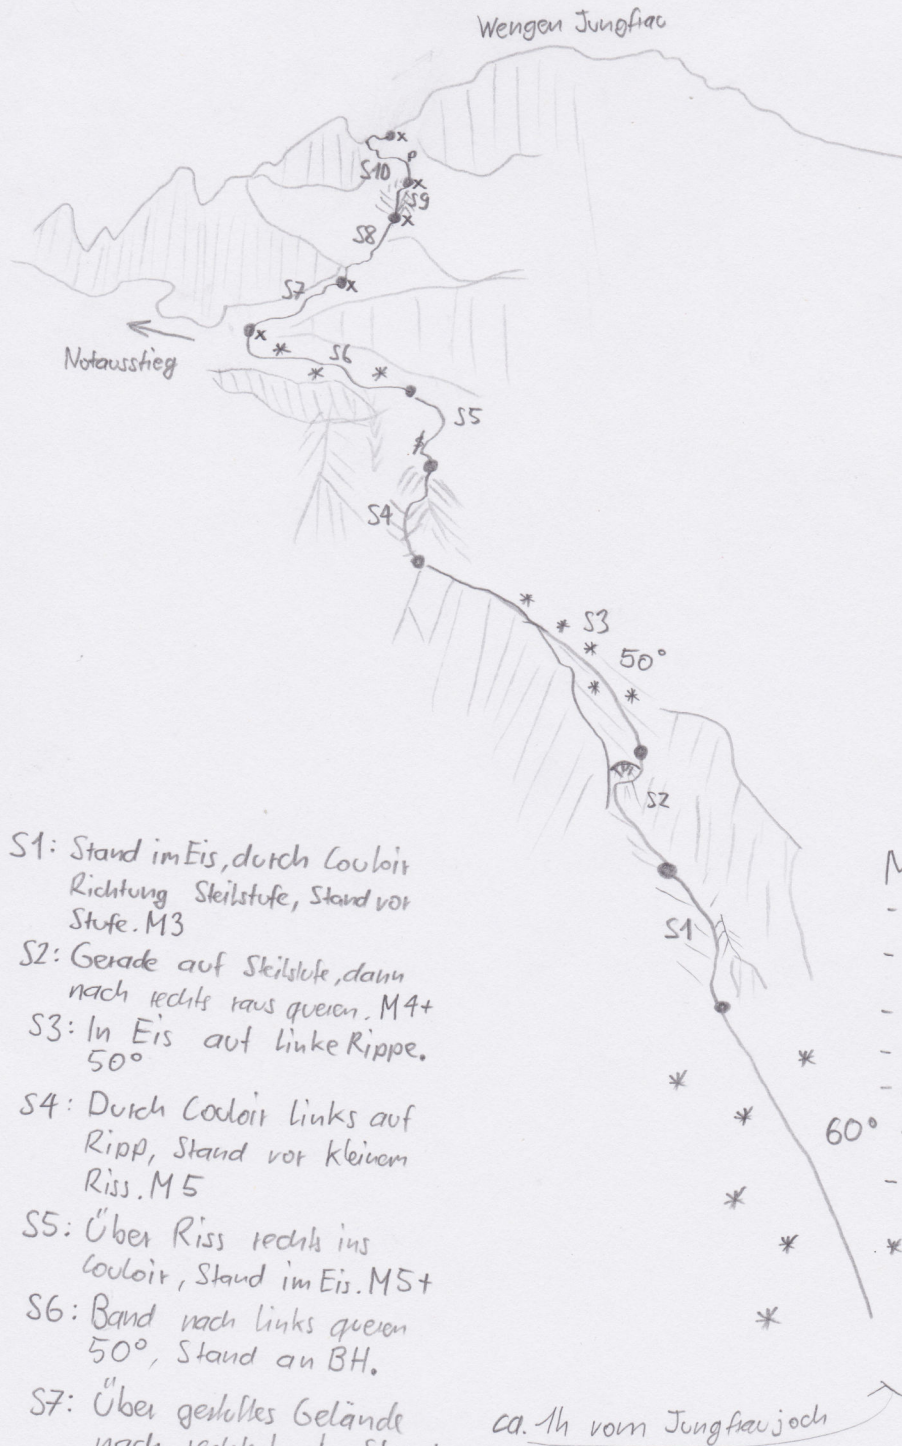 Wengen Jungfrau
S10
P
S9
S8
S7
Notausstieg
S6
S5
S4
S3
50°
S2
S1
60°
S1: Stand im Eis, durch Couloir
Richtung Steilstufe, Stand vor
Stufe. M3
S2: Gerade auf Steilstufe, dann
nach rechts raus queren. M4+
S3: In Eis auf linke Rippe.
50°
S4: Durch Couloir links auf
Ripp, Stand vor kleinem
Riss. M5
S5: Über Riss rechts ins
Couloir, Stand im Eis. M5+
S6: Band nach links queren
50°, Stand an BH.
S7: Über gestuftes Gelände
nach
ca. 1h vom Jungfraujoch